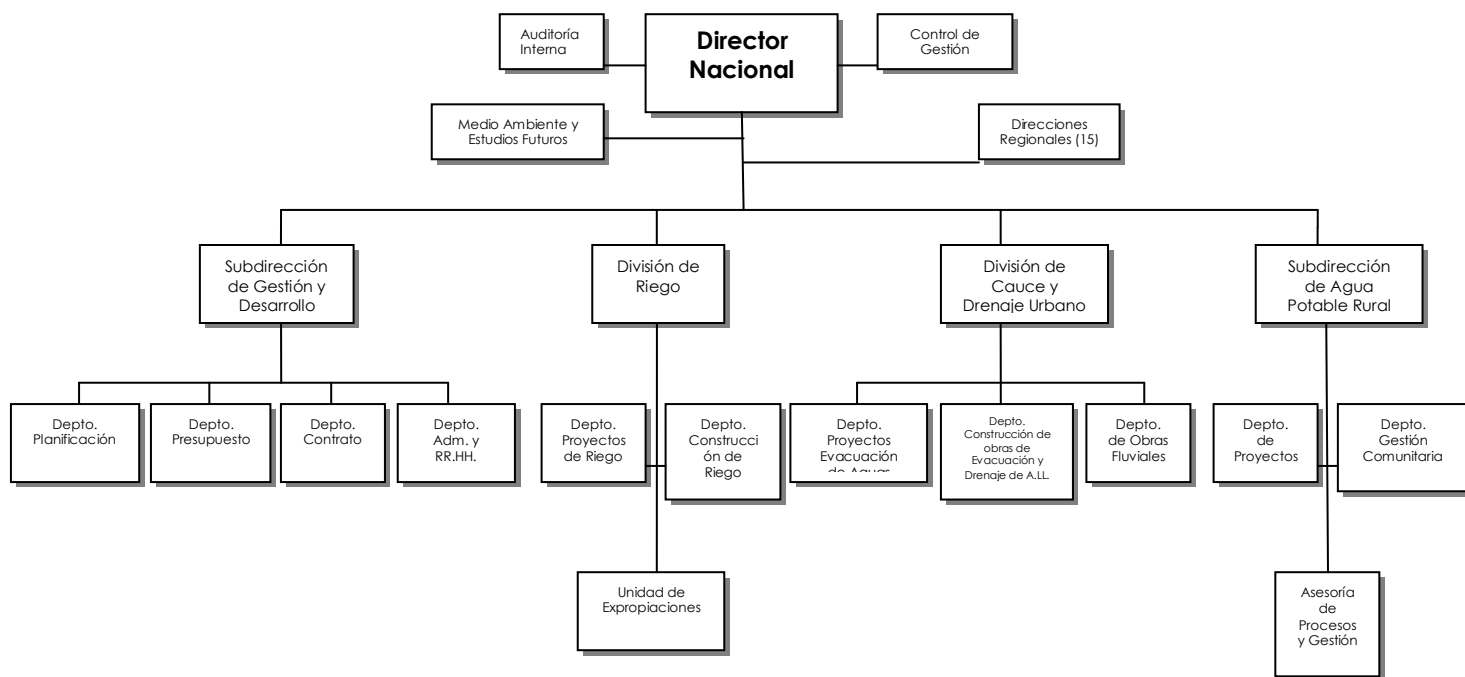 Auditoría
Interna
Director
Nacional
Control de
Gestión
Medio Ambiente y
Estudios Futuros
Direcciones
Regionales (15)
Subdirección
de Gestión y
Desarrollo
División de
Riego
División de
Cauce y
Drenaje Urbano
Subdirección
de Agua
Potable Rural
Depto.
Planificación
Depto.
Presupuesto
Depto.
Contrato
Depto.
Adm. y
RR.HH.
Depto.
Proyectos
de Riego
Depto.
Construcci
ón de
Riego
Depto.
Proyectos
Evacuación
de Aguas
Depto.
Construcción de
obras de
Evacuación y
Drenaje de A.LL.
Depto.
de Obras
Fluviales
Depto.
de
Proyectos
Depto.
Gestión
Comunitaria
Unidad de
Expropiaciones
Asesoría
de
Procesos
y Gestión